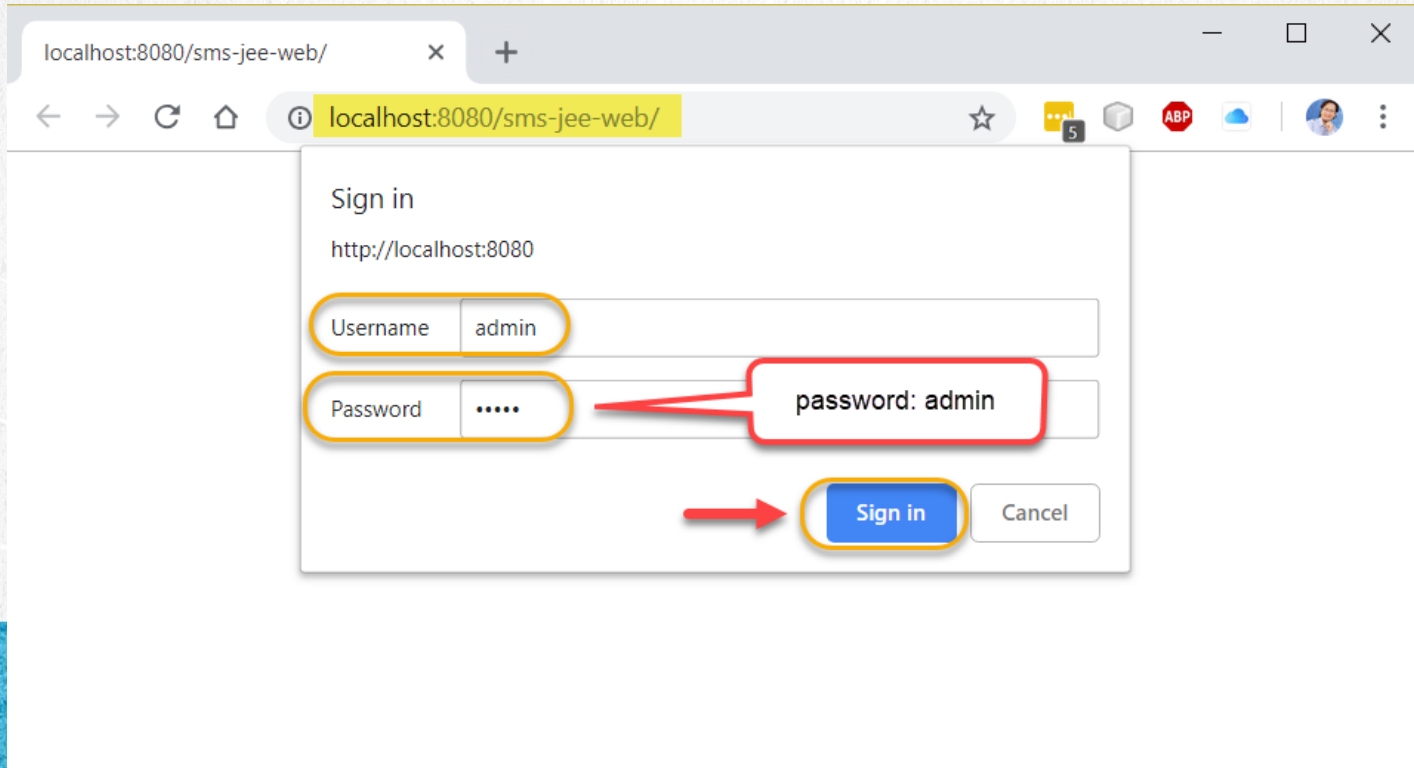 localhost:8080/sms-jee-web/
localhost:8080/sms-jee-web/
5
ABP
Sign in
http://localhost:8080
Username admin
Password •••••
password: admin
Sign in Cancel